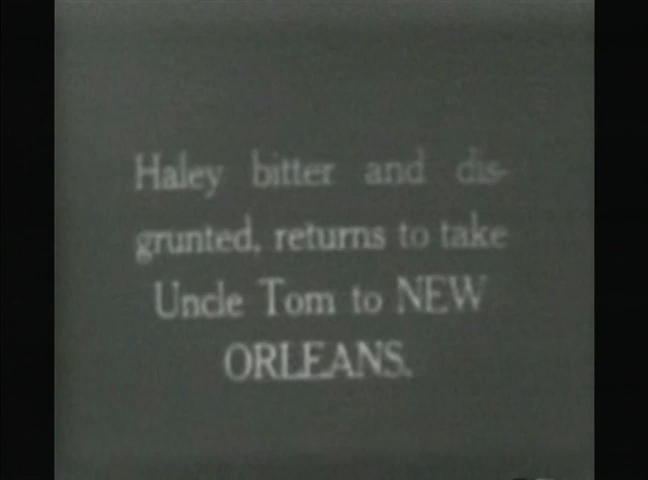 Haley bitter and dis-
grunted, returns to take
Uncle Tom to NEW
ORLEANS.